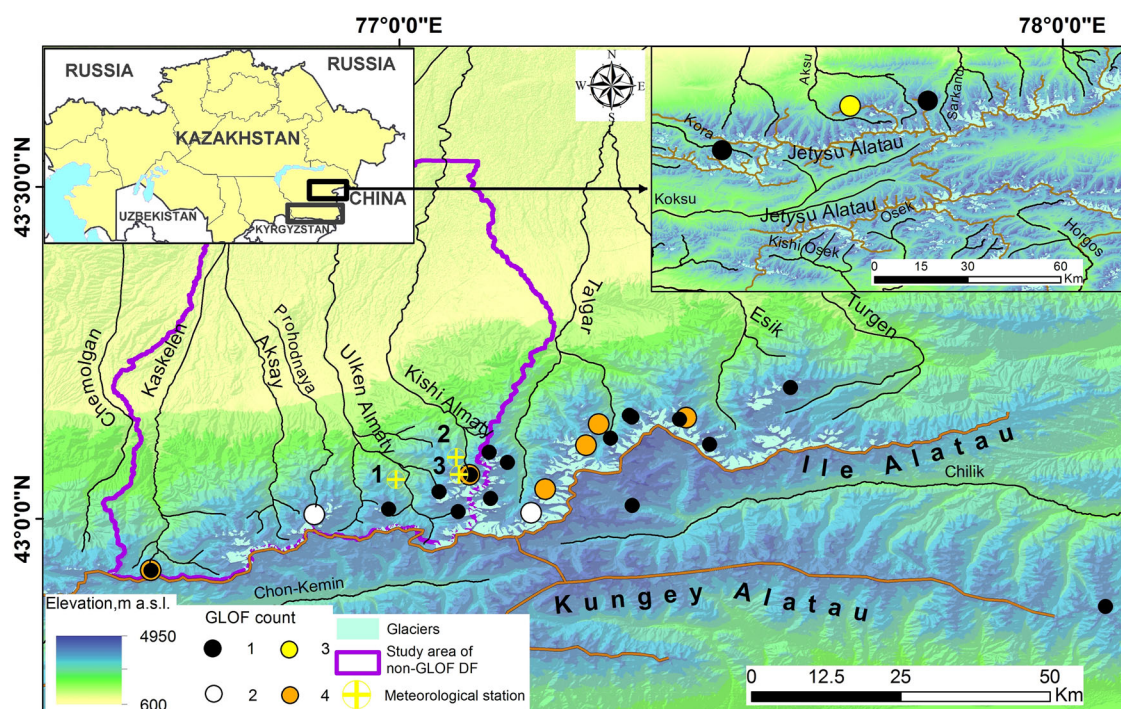 77°0'0"E
78°0'0"E
43°30'0"N
43°0'0"N
RUSSIA
RUSSIA
KAZAKHSTAN
CHINA
UZBEKISTAN
KYRGYZSTAN
N
W
E
S
Aksu
Sarkand
Kora
Jetysu Alatau
Koksu
Jetysu Alatau
Osek
Kishi Osek
Horgos
0 15 30 60
Km
Chemolgan
Kaskelen
Prohodnaya
Aksay
Ulken Almaty
Kishi Almaty
Talgar
Esik
Turgen
1
2
3
Ile Alatau
Chilik
Chon-Kemin
Kungey Alatau
Elevation,m a.s.l.
4950
600
GLOF count
1
2
3
4
Glaciers
Study area of
non-GLOF DF
Meteorological station
0 12.5 25 50
Km